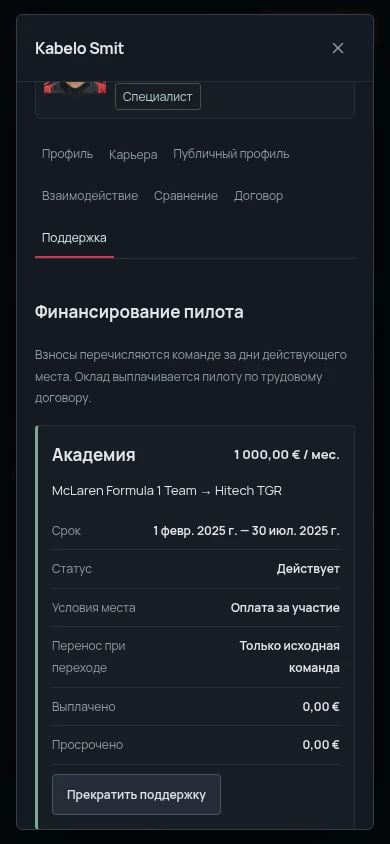 Kabelo Smit
Специалист
Профиль Карьера Публичный профиль
Взаимодействие Сравнение Договор
Поддержка
Финансирование пилота
Взносы перечисляются команде за дни действующего
места. Оклад выплачивается пилоту по трудовому
договору.
Академия 1 000,00 € / мес.
McLaren Formula 1 Team → Hitech TGR
Срок 1 февр. 2025 г. — 30 июл. 2025 г.
Статус Действует
Условия места Оплата за участие
Перенос при Только исходная
переходе команда
Выплачено 0,00 €
Просрочено 0,00 €
Прекратить поддержку